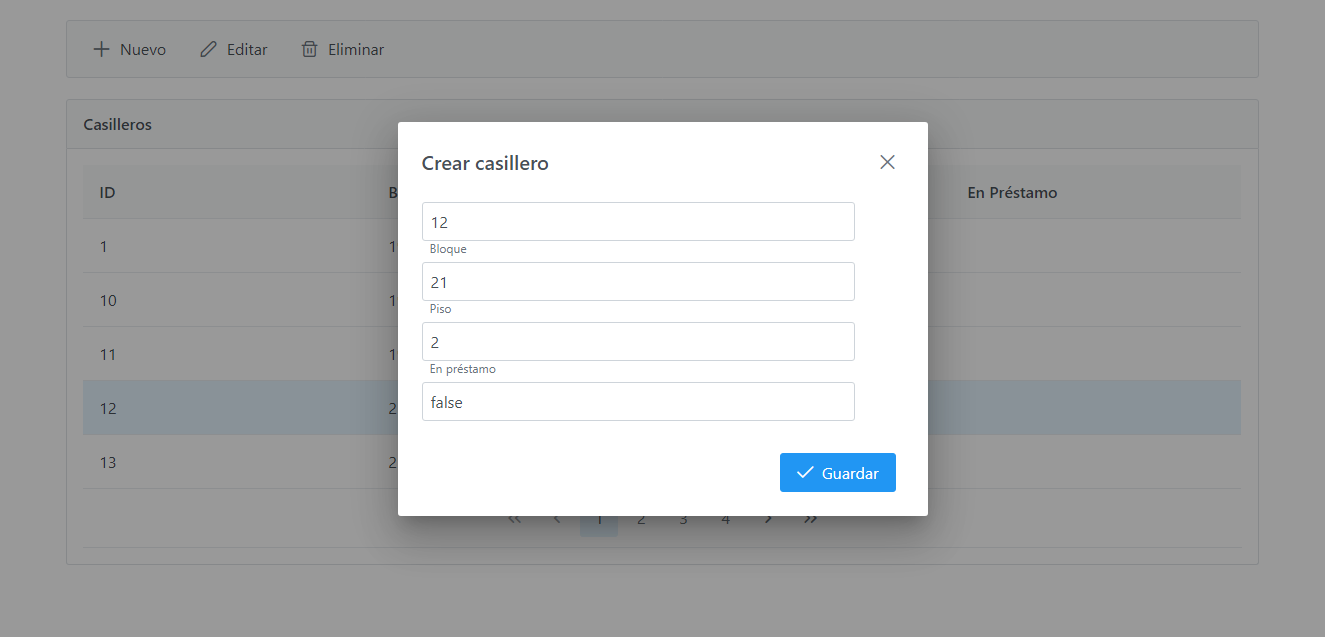 Nuevo Editar Eliminar
Casilleros
Crear casillero
ID B En Préstamo
12
1 1
Bloque
21
10 1
Piso
2
11 1
En préstamo
12 2 false
13 2
Guardar
1 2 3 4